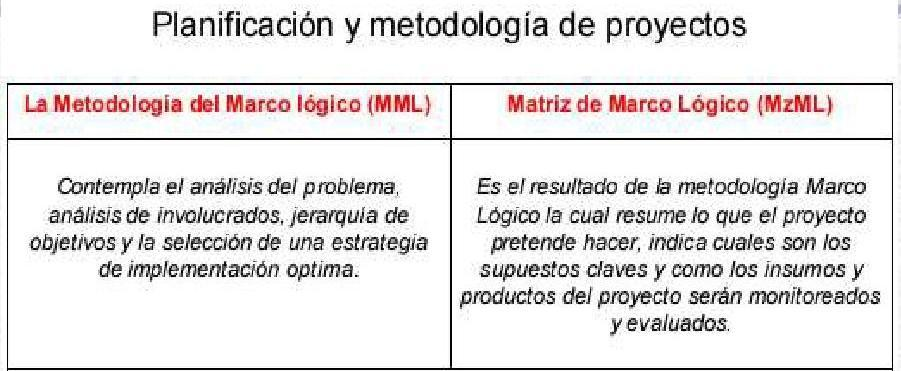 Planificación y metodología de proyectos
La Metodología del Marco lógico (MML)
Contempla el análisis del problema,
análisis de involucrados, jerarquía de
objetivos y la selección de una estrategia
de implementación optima.
Matriz de Marco Lógico (MzML)
Es el resultado de la metodología Marco
Lógico la cual resume lo que el proyecto
pretende hacer, indica cuales son los
supuestos claves y como los insumos y
productos del proyecto serán monitoreados
y evaluados.